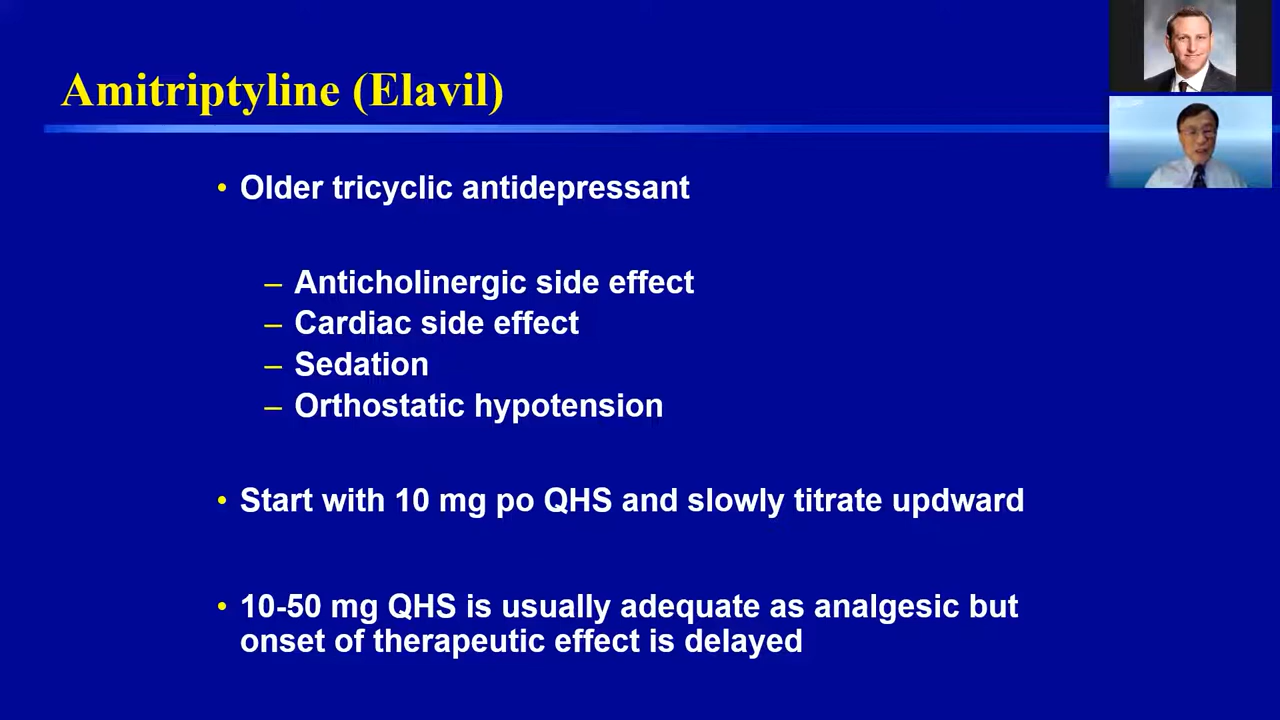 Amitriptyline (Elavil)
• Older tricyclic antidepressant
– Anticholinergic side effect
– Cardiac side effect
– Sedation
– Orthostatic hypotension
• Start with 10 mg po QHS and slowly titrate updward
• 10-50 mg QHS is usually adequate as analgesic but
onset of therapeutic effect is delayed